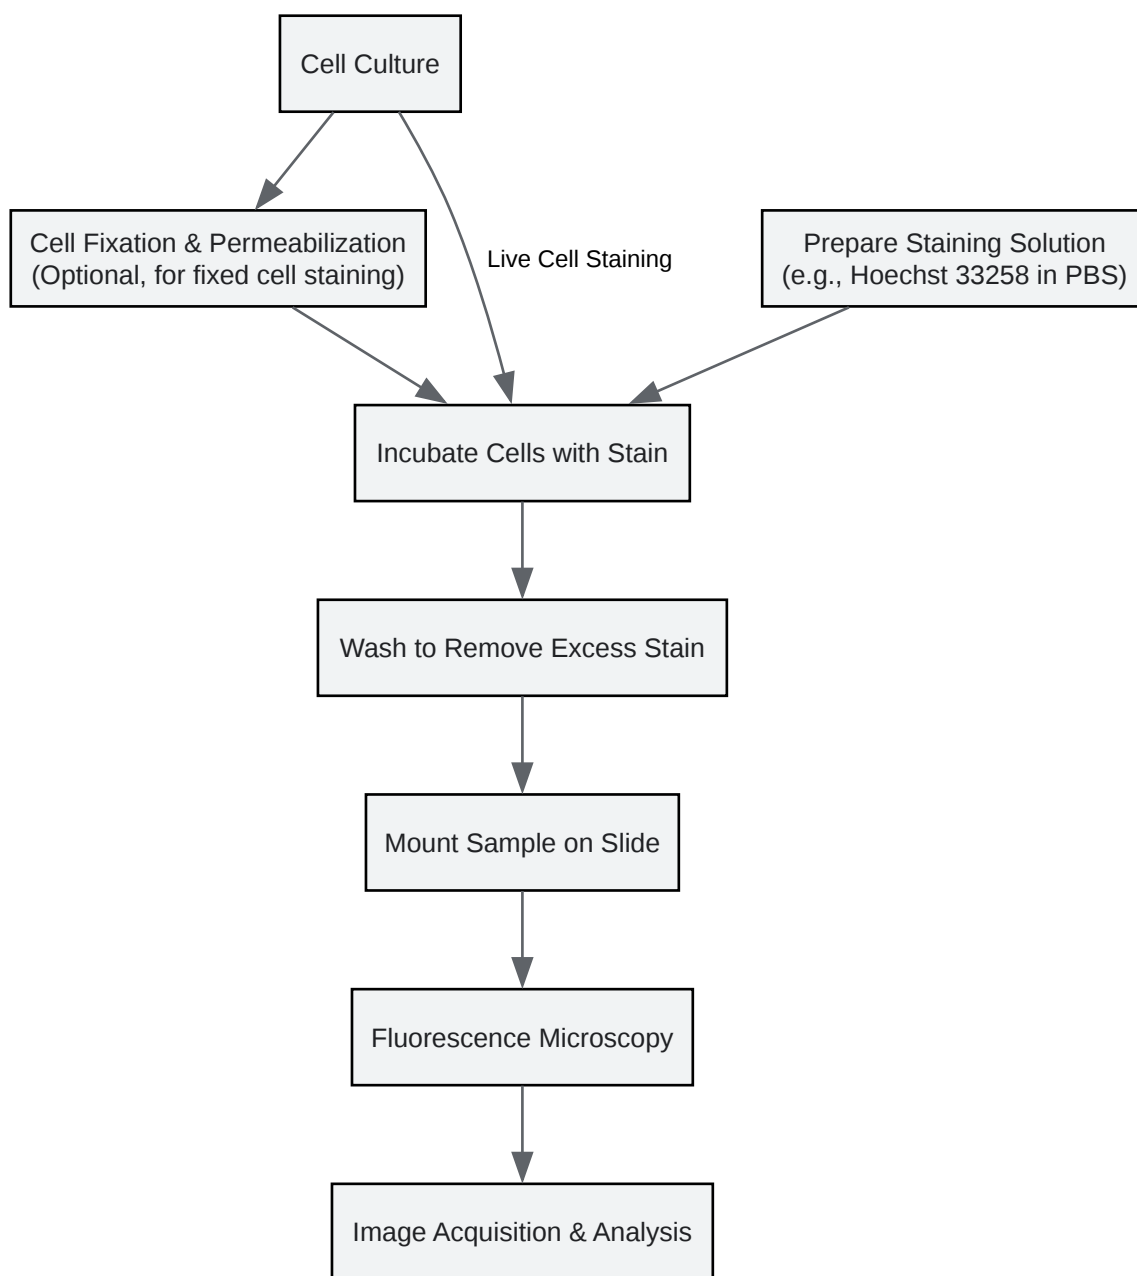 Cell Culture
Cell Fixation & Permeabilization
(Optional, for fixed cell staining)
Live Cell Staining
Prepare Staining Solution
(e.g., Hoechst 33258 in PBS)
Incubate Cells with Stain
Wash to Remove Excess Stain
Mount Sample on Slide
Fluorescence Microscopy
Image Acquisition & Analysis